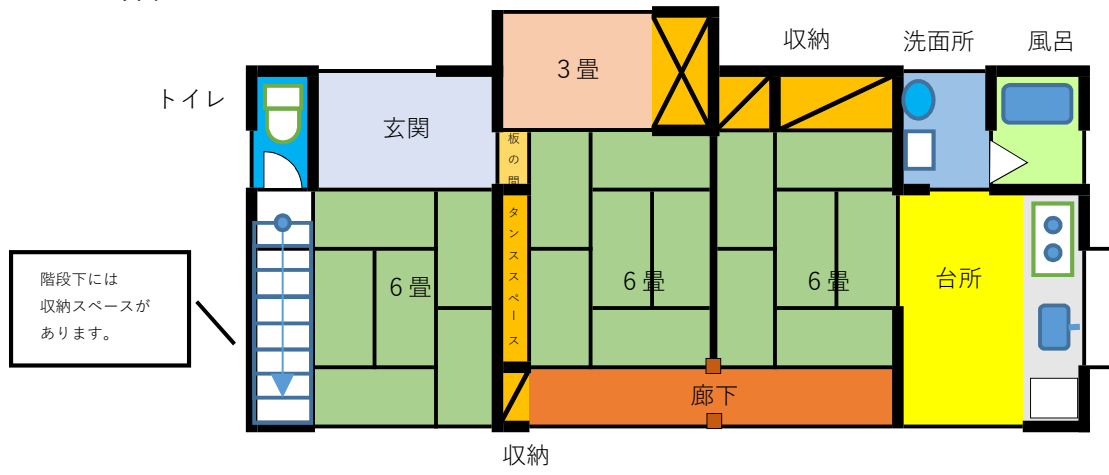 収納
洗面所
風呂
3畳
トイレ
玄関
板の間
タンススペース
6畳
6畳
6畳
台所
階段下には
収納スペースが
あります。
廊下
収納